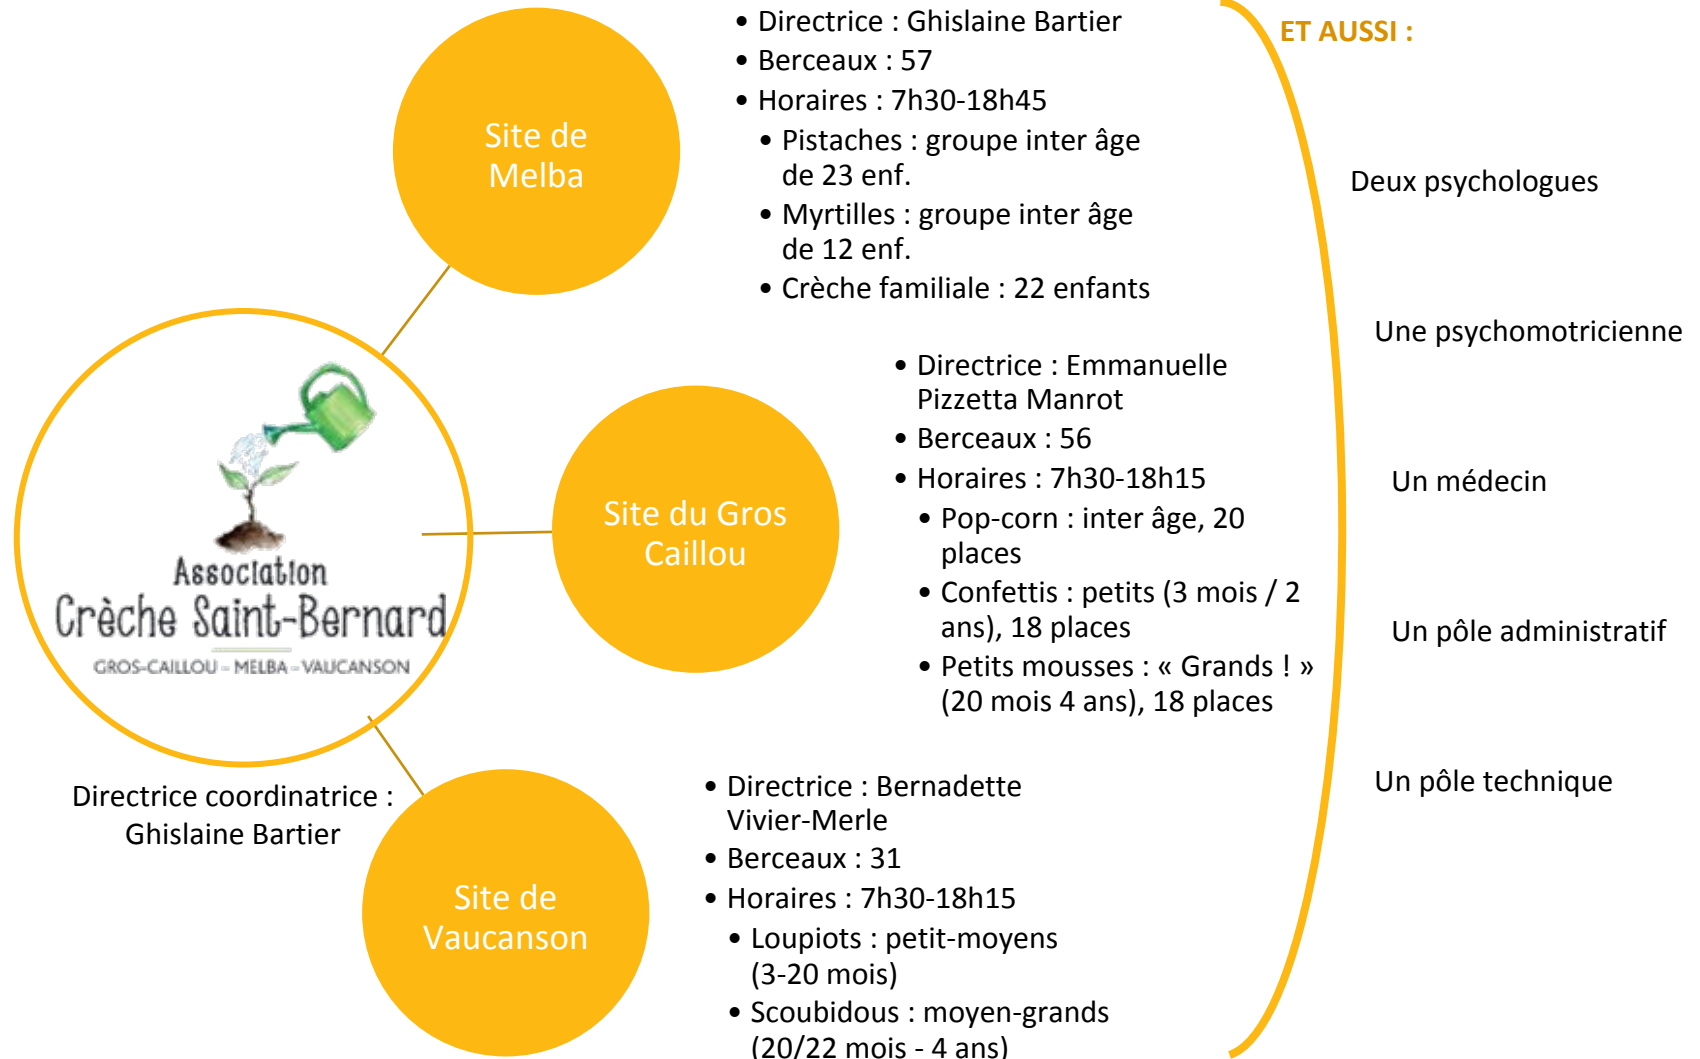 Site de
Melba
• Directrice : Ghislaine Bartier
• Berceaux : 57
• Horaires : 7h30-18h45
• Pistaches : groupe inter âge
de 23 enf.
• Myrtilles : groupe inter âge
de 12 enf.
• Crèche familiale : 22 enfants
Association
Crèche Saint-Bernard
GROS-CAILLOU - MELBA - VAUCANSON
Directrice coordinatrice :
Ghislaine Bartier
Site du Gros
Caillou
• Directrice : Emmanuelle
Pizzetta Manrot
• Berceaux : 56
• Horaires : 7h30-18h15
• Pop-corn : inter âge, 20
places
• Confettis : petits (3 mois / 2
ans), 18 places
• Petits mousses : « Grands ! »
(20 mois 4 ans), 18 places
Site de
Vaucanson
• Directrice : Bernadette
Vivier-Merle
• Berceaux : 31
• Horaires : 7h30-18h15
• Loupiots : petit-moyens
(3-20 mois)
• Scoubidous : moyen-grands
(20/22 mois - 4 ans)
ET AUSSI :
Deux psychologues
Une psychomotricienne
Un médecin
Un pôle administratif
Un pôle technique